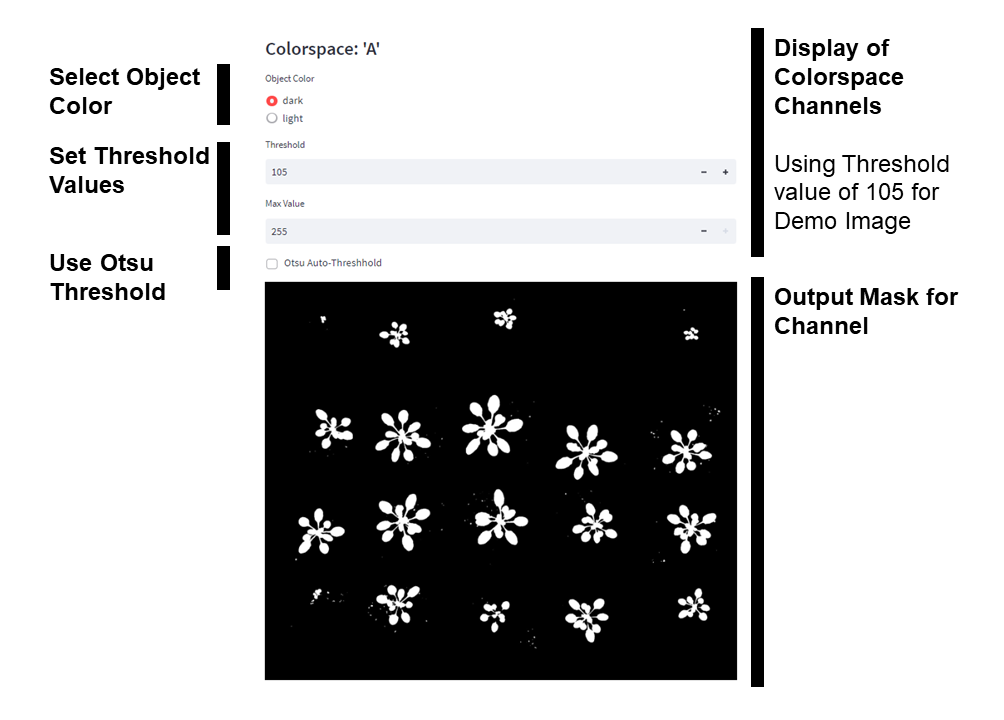 Colorspace: 'A'
Select Object
Color
Object Color
dark
light
Set Threshold
Values
Threshold
105
- +
Max Value
255
- +
Use Otsu
Threshold
Otsu Auto-Threshhold
Display of
Colorspace
Channels
Using Threshold
value of 105 for
Demo Image
Output Mask for
Channel